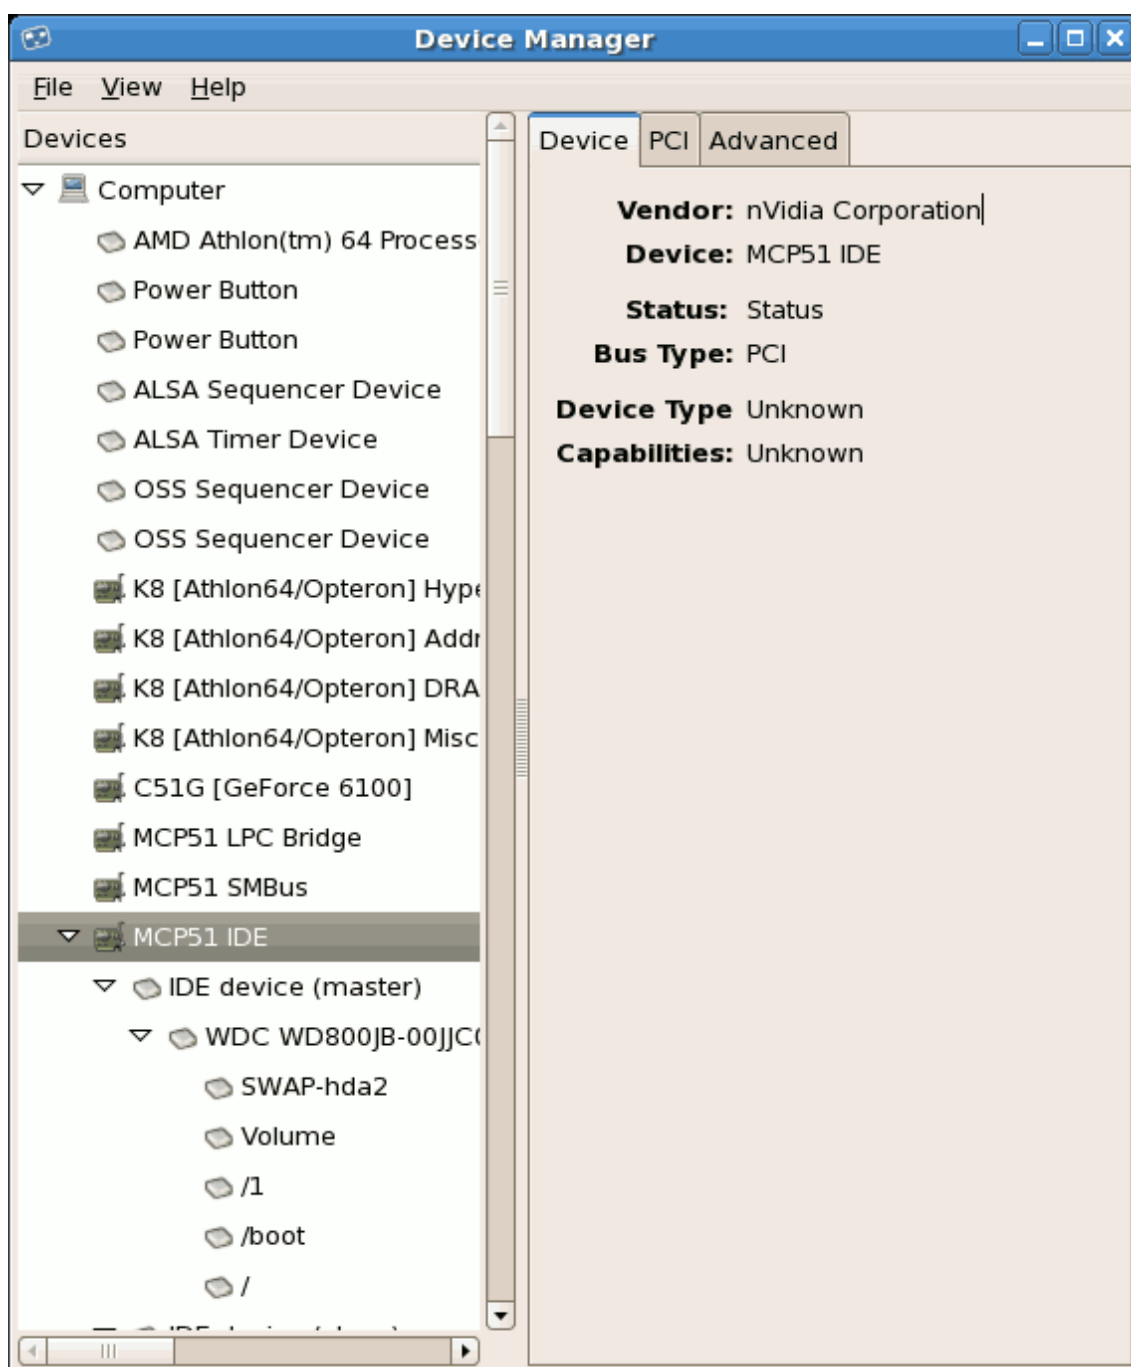 Device Manager
File View Help
Devices
Computer
AMD Athlon(tm) 64 Process
Power Button
Power Button
ALSA Sequencer Device
ALSA Timer Device
OSS Sequencer Device
OSS Sequencer Device
K8 [Athlon64/Opteron] Hype
K8 [Athlon64/Opteron] Addr
K8 [Athlon64/Opteron] DRA
K8 [Athlon64/Opteron] Misc
C51G [GeForce 6100]
MCP51 LPC Bridge
MCP51 SMBus
MCP51 IDE
IDE device (master)
WDC WD800JB-00JJC0
SWAP-hda2
Volume
/1
/boot
/
Device PCI Advanced
Vendor: nVidia Corporation
Device: MCP51 IDE
Status: Status
Bus Type: PCI
Device Type Unknown
Capabilities: Unknown